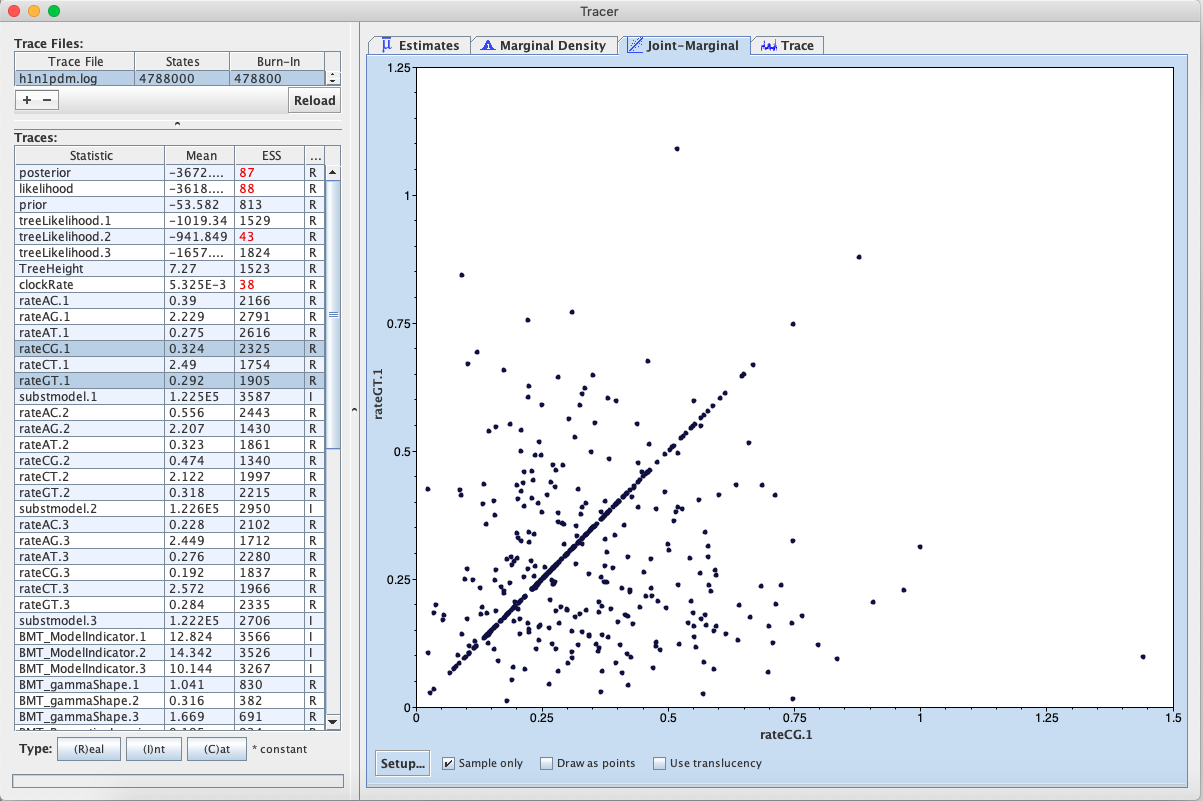 Tracer
Trace Files:
Trace File States Burn-In
h1n1pdm.log 4788000 478800
+ − Reload
Traces:
Statistic Mean ESS ...
posterior −3672.... 87 R
likelihood −3618.... 88 R
prior −53.582 813 R
treeLikelihood.1 −1019.34 1529 R
treeLikelihood.2 −941.849 43 R
treeLikelihood.3 −1657.... 1824 R
TreeHeight 7.27 1523 R
clockRate 5.325E−3 38 R
rateAC.1 0.39 2166 R
rateAG.1 2.229 2791 R
rateAT.1 0.275 2616 R
rateCG.1 0.324 2325 R
rateCT.1 2.49 1754 R
rateGT.1 0.292 1905 R
substmodel.1 1.225E5 3587 I
rateAC.2 0.556 2443 R
rateAG.2 2.207 1430 R
rateAT.2 0.323 1861 R
rateCG.2 0.474 1340 R
rateCT.2 2.122 1997 R
rateGT.2 0.318 2215 R
substmodel.2 1.226E5 2950 I
rateAC.3 0.228 2102 R
rateAG.3 2.449 1712 R
rateAT.3 0.276 2280 R
rateCG.3 0.192 1837 R
rateCT.3 2.572 1966 R
rateGT.3 0.284 2335 R
substmodel.3 1.222E5 2706 I
BMT_ModelIndicator.1 12.824 3566 I
BMT_ModelIndicator.2 14.342 3526 I
BMT_ModelIndicator.3 10.144 3267 I
BMT_gammaShape.1 1.041 830 R
BMT_gammaShape.2 0.316 382 R
BMT_gammaShape.3 1.669 691 R
Type: (R)eal (I)nt (C)at * constant
Estimates Marginal Density Joint-Marginal Trace
1.25
1
0.75
0.5
0.25
0
rateGT.1
0 0.25 0.5 0.75 1 1.25 1.5
rateCG.1
Setup... Sample only Draw as points Use translucency